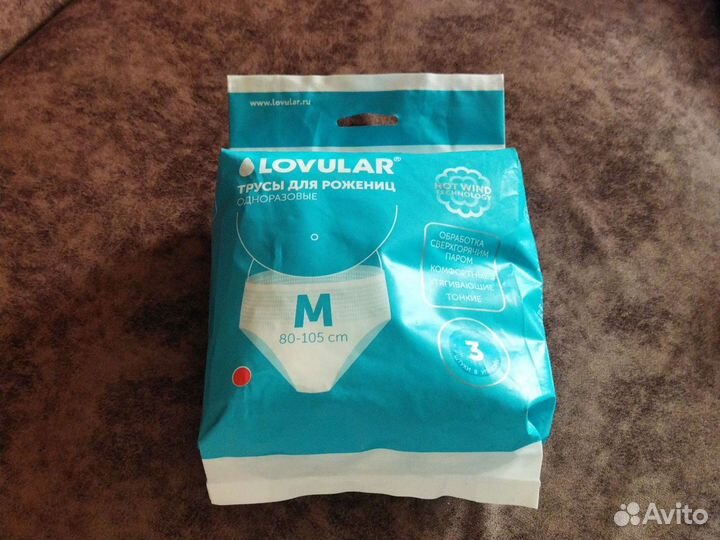 www.lovular.ru
LOVULAR®
ТРУСЫ ДЛЯ РОЖЕНИЦ
ОДНОРАЗОВЫЕ
HOT WIND
TECHNOLOGY
ОБРАБОТКА
СВЕРХГОРЯЧИМ
ПАРОМ
КОМФОРТНЫЕ
УТЯГИВАЮЩИЕ
ТОНКИЕ
M
80-105 cm
3
Avito